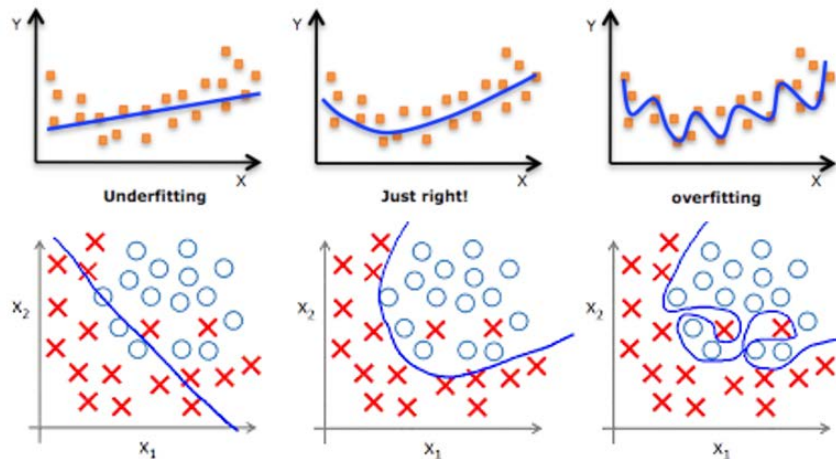 Y
X
Underfitting
Y
X
Just right!
Y
X
overfitting
X2
X1
X2
X1
X2
X1